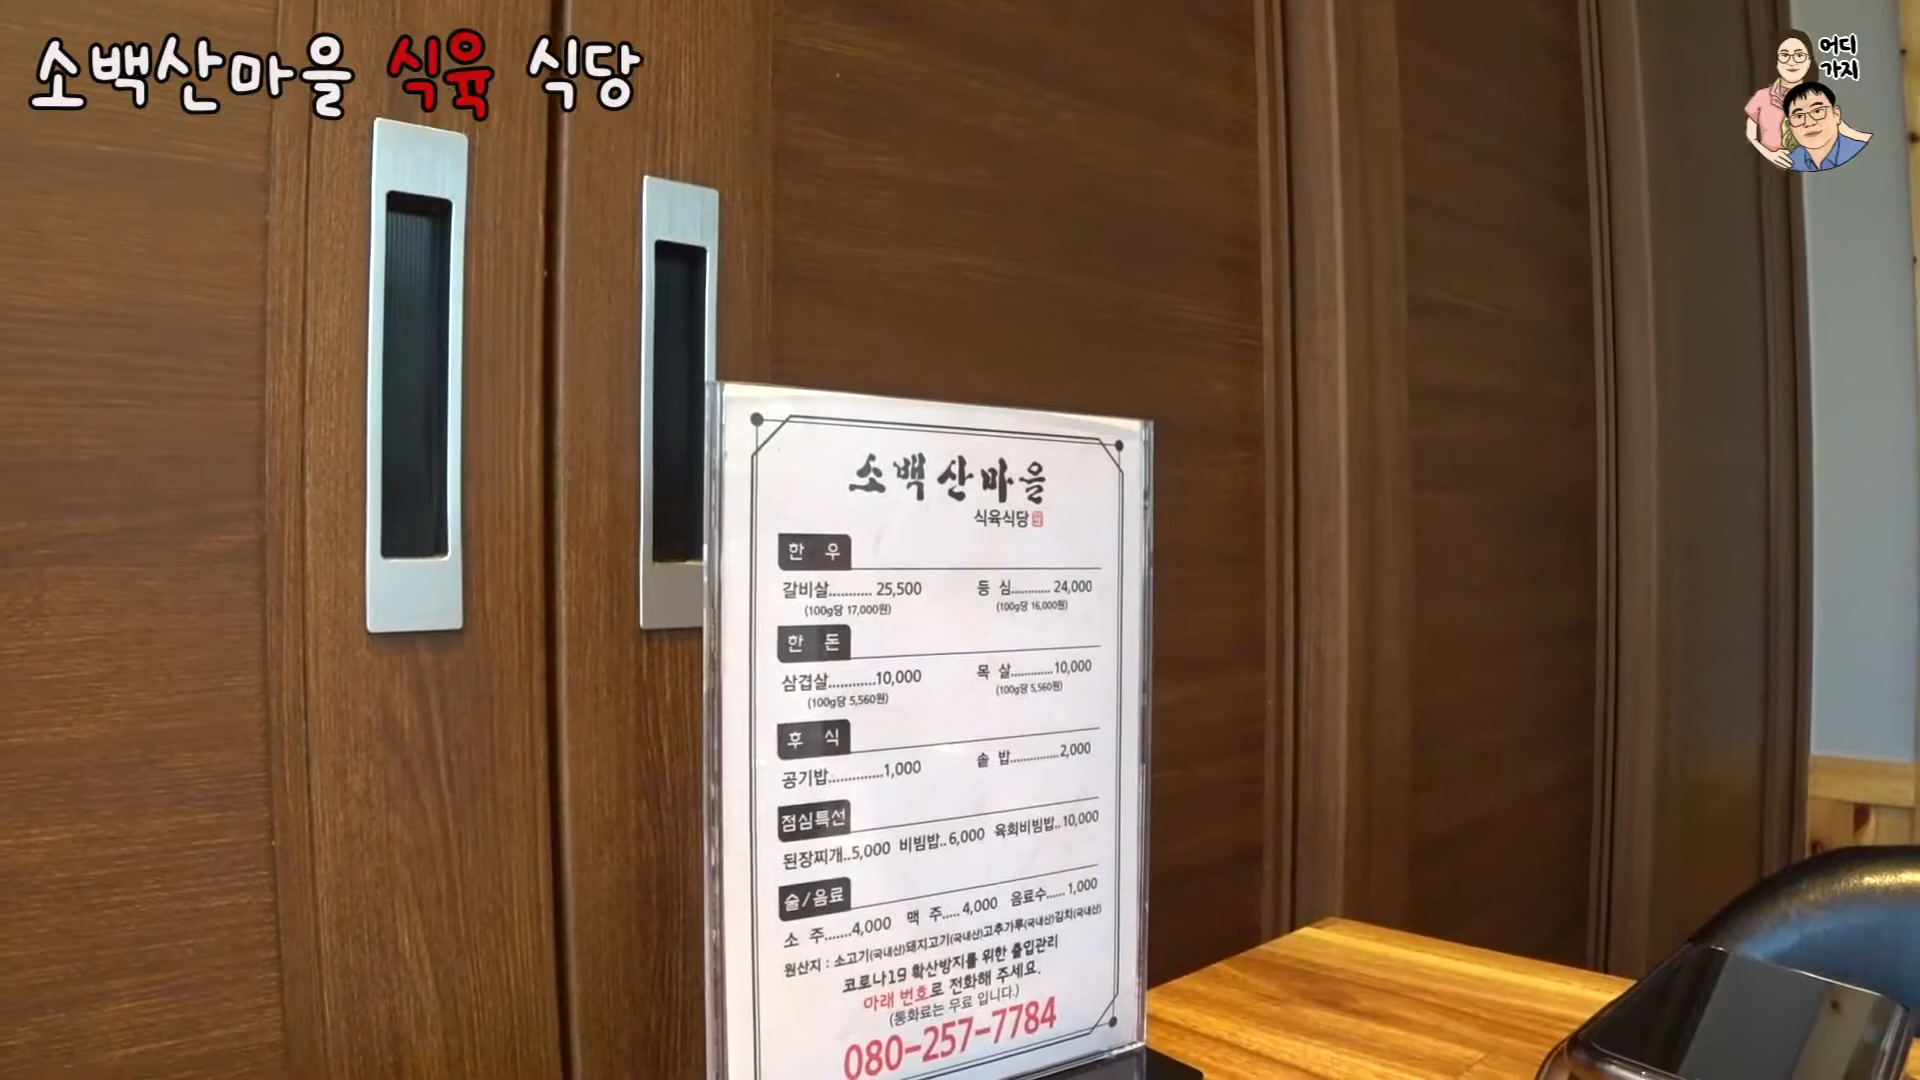 소백산마을 식육 식당
어디
가지
소백산마을
식육식당
한 우
갈비살............ 25,500 등 심............ 24,000
(100g당 17,000원) (100g당 16,000원)
한 돈
삼겹살............10,000 목 살............10,000
(100g당 5,560원) (100g당 5,560원)
후 식
공기밥..............1,000 솥 밥..............2,000
점심특선
된장찌개..5,000 비빔밥..6,000 육회비빔밥..10,000
술/음료
소 주.......4,000 맥 주..... 4,000 음료수...... 1,000
원산지 : 소고기(국내산)돼지고기(국내산)고추가루(국내산)김치(국내산)
코로나19 확산방지를 위한 출입관리
아래 번호로 전화해 주세요.
(통화료는 무료 입니다.)
080-257-7784